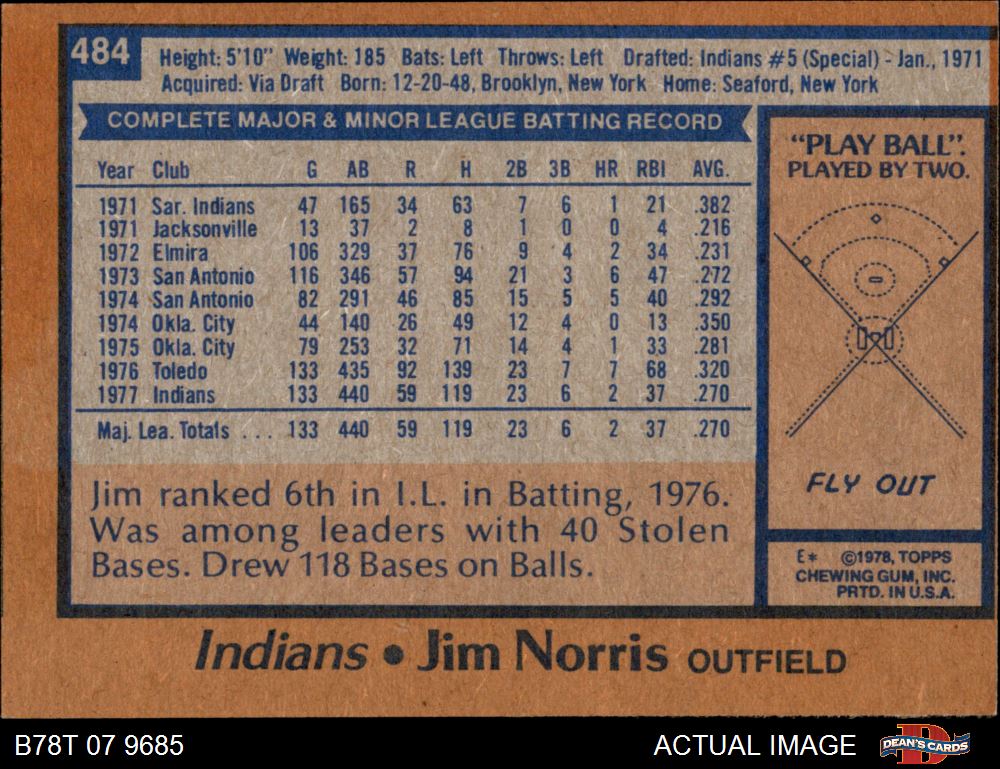 484
Height: 5'10" Weight: 185 Bats: Left Throws: Left Drafted: Indians #5 (Special) - Jan., 1971
Acquired: Via Draft Born: 12-20-48, Brooklyn, New York Home: Seaford, New York
COMPLETE MAJOR & MINOR LEAGUE BATTING RECORD
Year Club G AB R H 2B 3B HR RBI AVG.
1971 Sar. Indians 47 165 34 63 7 6 1 21 .382
1971 Jacksonville 13 37 2 8 1 0 0 4 .216
1972 Elmira 106 329 37 76 9 4 2 34 .231
1973 San Antonio 116 346 57 94 21 3 6 47 .272
1974 San Antonio 82 291 46 85 15 5 5 40 .292
1974 Okla. City 44 140 26 49 12 4 0 13 .350
1975 Okla. City 79 253 32 71 14 4 1 33 .281
1976 Toledo 133 435 92 139 23 7 7 68 .320
1977 Indians 133 440 59 119 23 6 2 37 .270
Maj. Lea. Totals ... 133 440 59 119 23 6 2 37 .270
Jim ranked 6th in I.L. in Batting, 1976.
Was among leaders with 40 Stolen
Bases. Drew 118 Bases on Balls.
"PLAY BALL".
PLAYED BY TWO.
FLY OUT
E* ©1978, TOPPS
CHEWING GUM, INC.
PRTD. IN U.S.A.
Indians • Jim Norris OUTFIELD
B78T 07 9685
ACTUAL IMAGE
D
DEAN'S CARDS